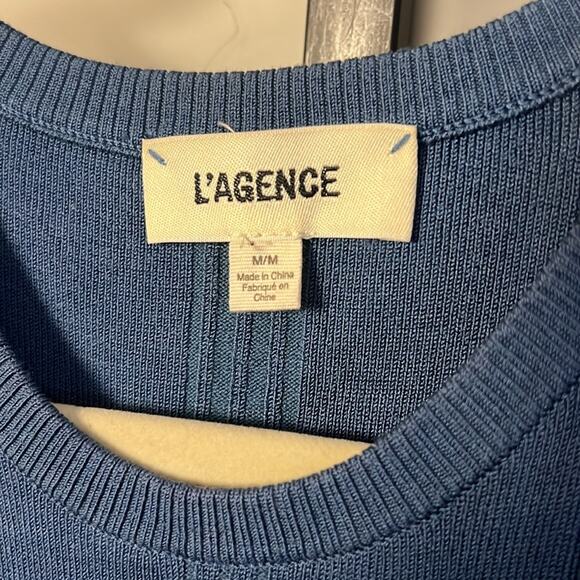 L'AGENCE
M/M
Made in China
Fabriqué en
Chine